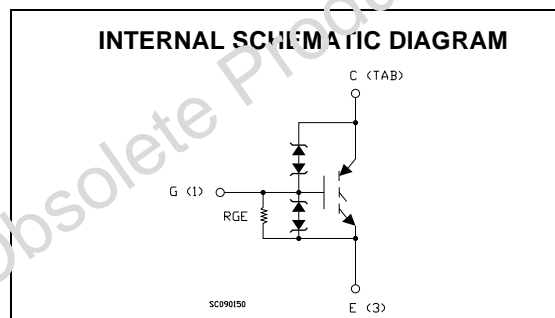 INTERNAL SCHEMATIC DIAGRAM
C (TAB)
G (1)
RGE
SC090150
E (3)
Obsolete Produ